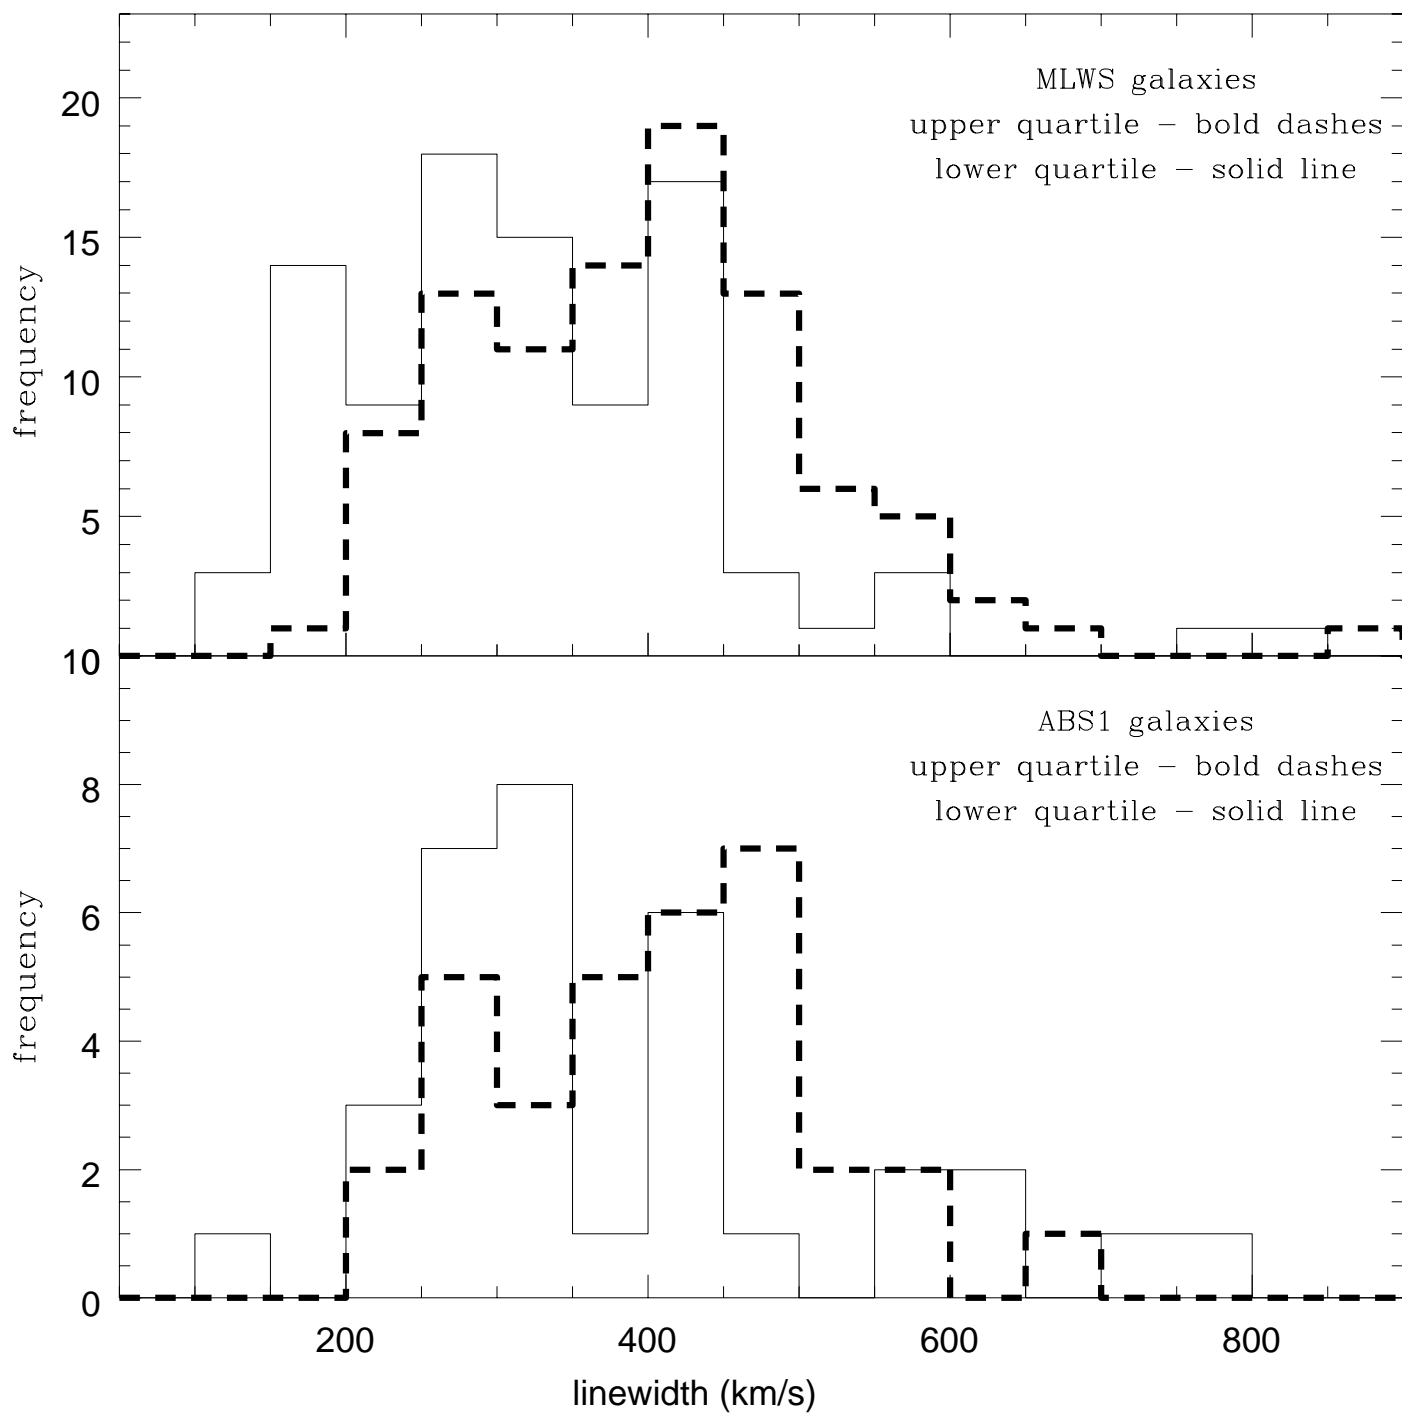 MLWS galaxies
upper quartile – bold dashes
lower quartile – solid line
20
15
10
5
frequency
10
ABS1 galaxies
upper quartile – bold dashes
lower quartile – solid line
8
6
4
2
0
frequency
200 400 600 800
linewidth (km/s)